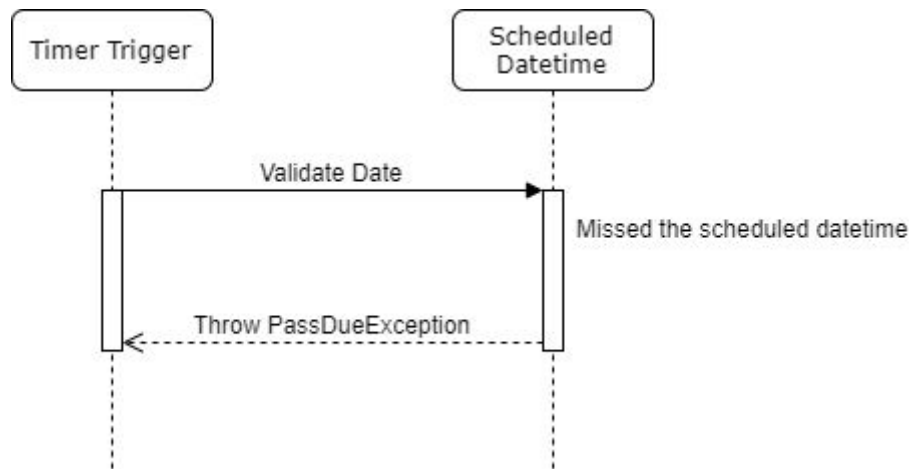 Timer Trigger
Scheduled
Datetime
Validate Date
Missed the scheduled datetime
Throw PassDueException